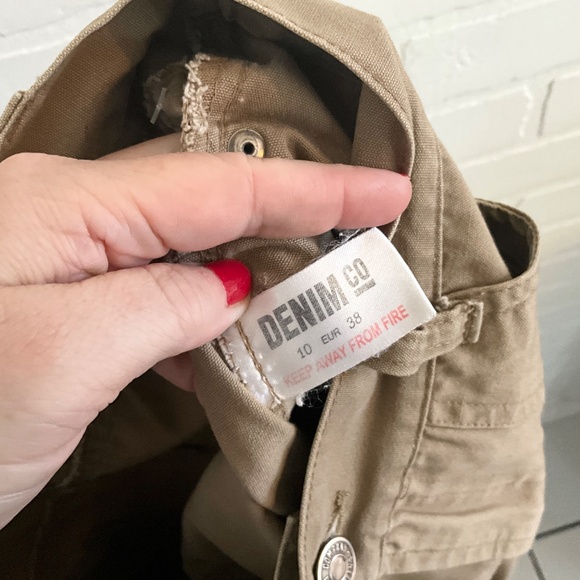 DENIM CO
10 EUR 38
KEEP AWAY FROM FIRE